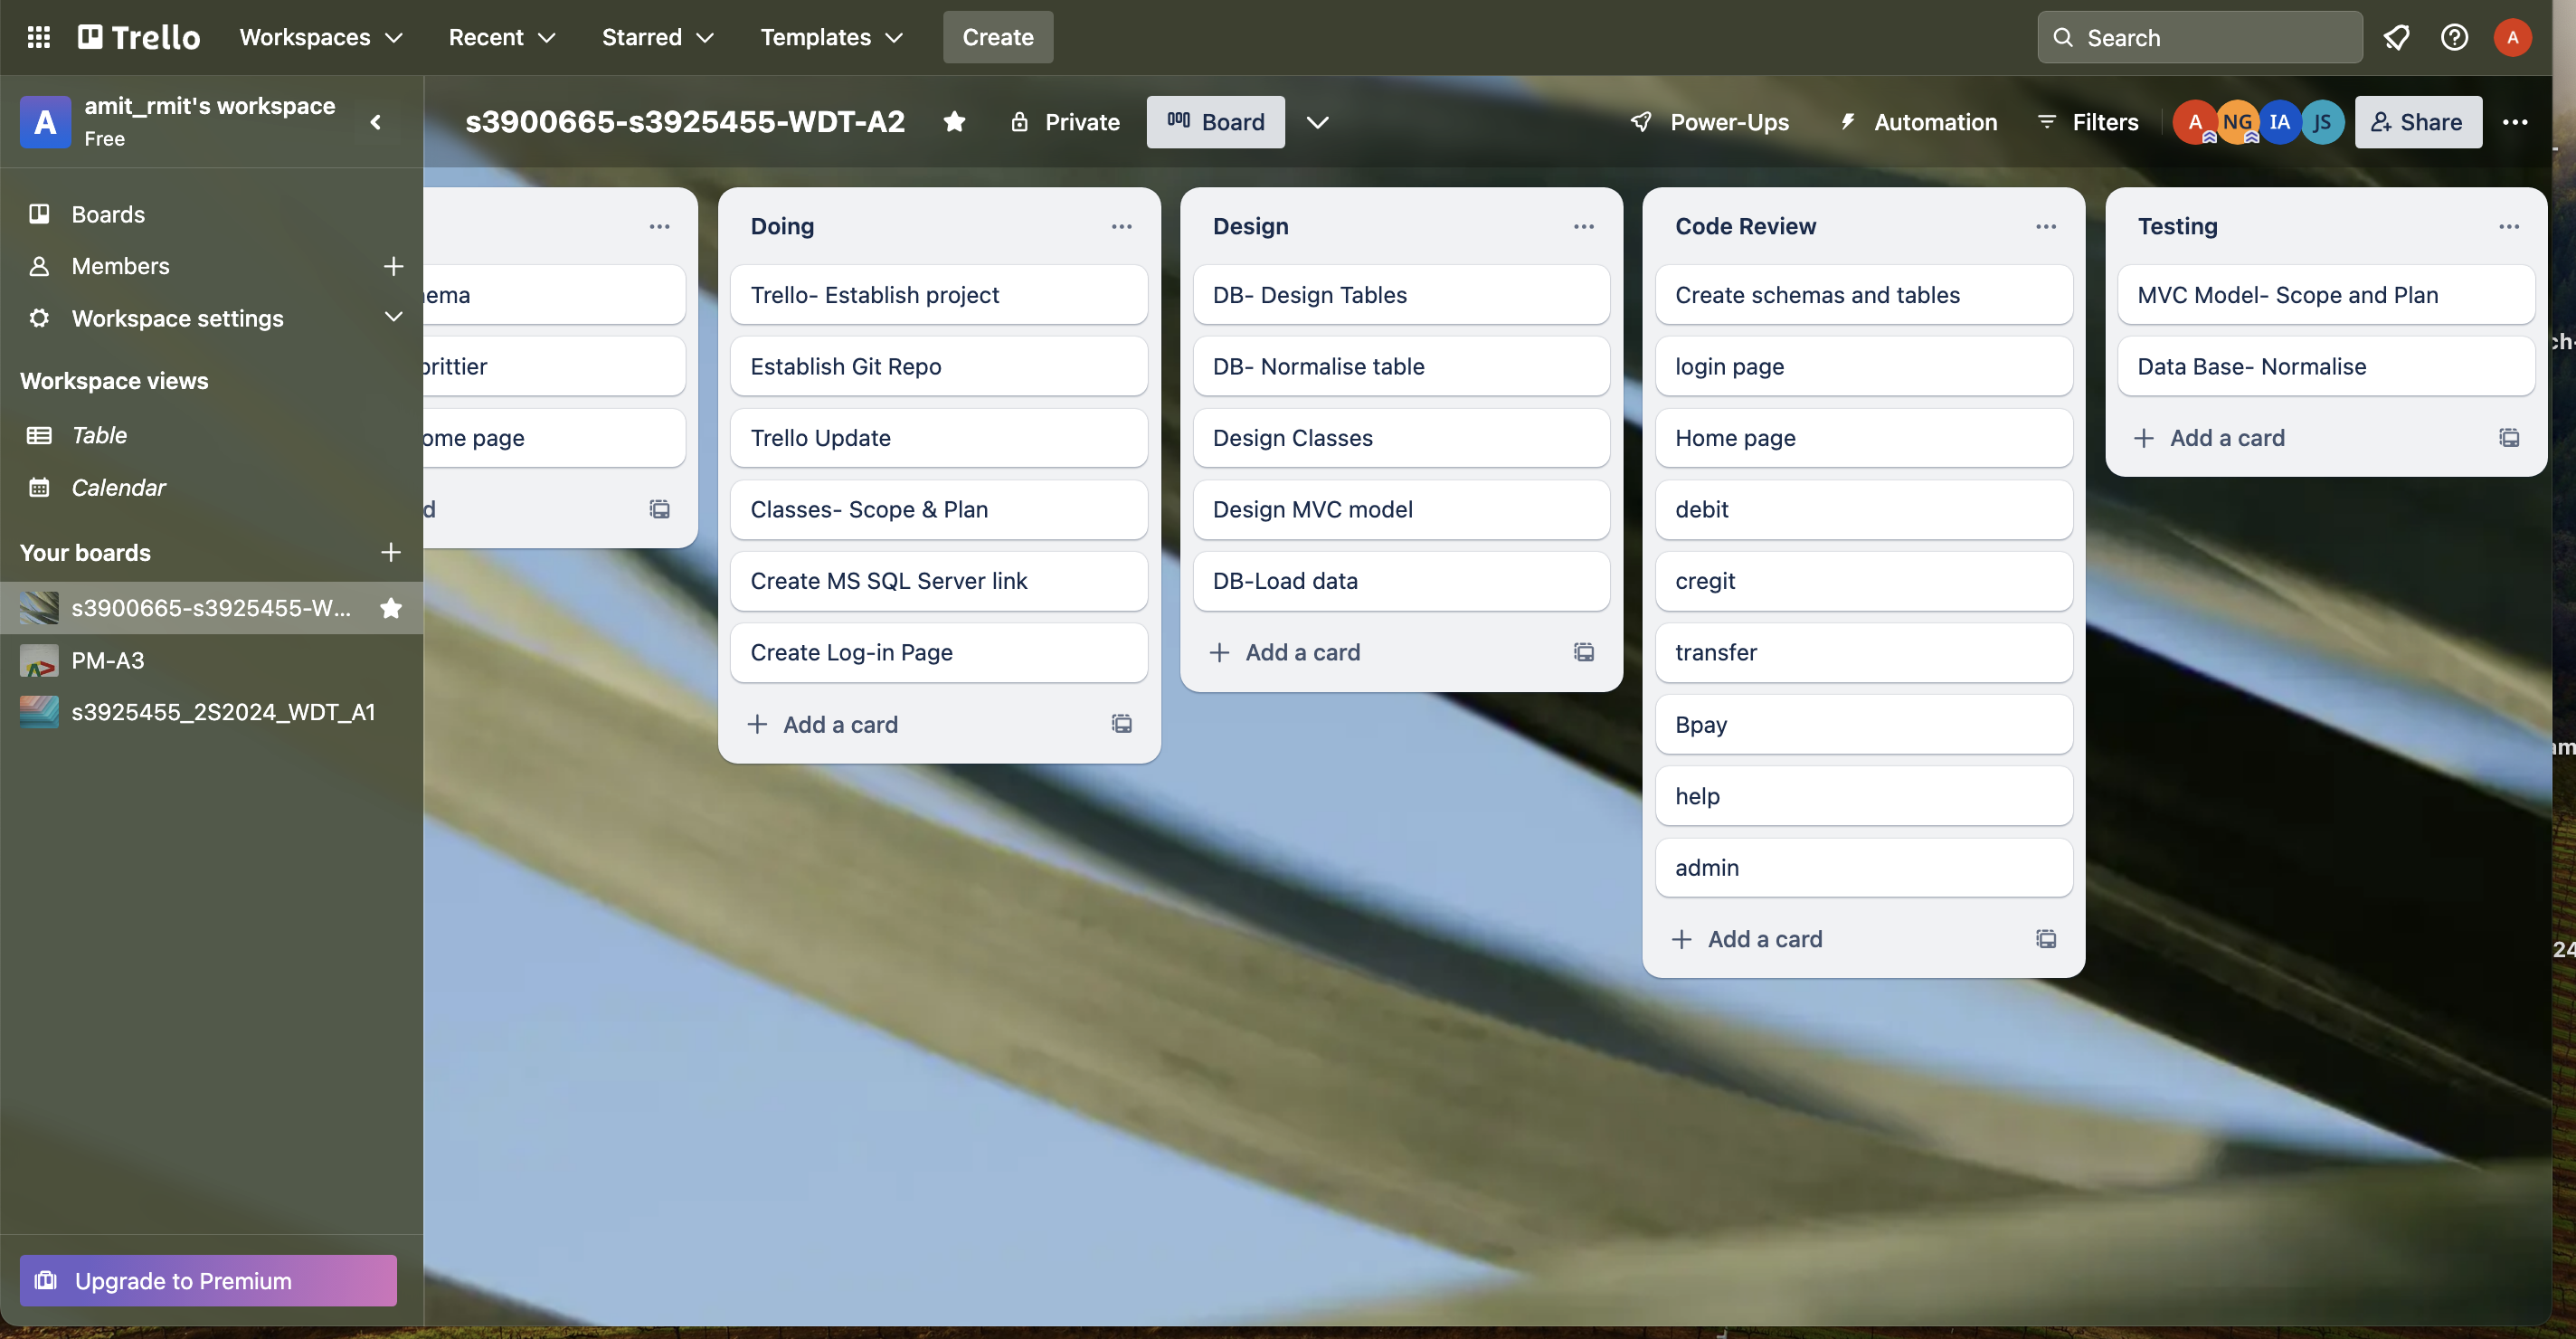 Trello
Workspaces
Recent
Starred
Templates
Create
Search
A
A
amit_rmit's workspace
Free
s3900665-s3925455-WDT-A2
Private
Board
Power-Ups
Automation
Filters
A
NG
IA
JS
Share
Boards
Members
Workspace settings
Workspace views
Table
Calendar
Your boards
s3900665-s3925455-W...
PM-A3
s3925455_2S2024_WDT_A1
Upgrade to Premium
ome page
Doing
Trello- Establish project
Establish Git Repo
Trello Update
Classes- Scope & Plan
Create MS SQL Server link
Create Log-in Page
Add a card
Design
DB- Design Tables
DB- Normalise table
Design Classes
Design MVC model
DB-Load data
Add a card
Code Review
Create schemas and tables
login page
Home page
debit
cregit
transfer
Bpay
help
admin
Add a card
Testing
MVC Model- Scope and Plan
Data Base- Normalise
Add a card
24